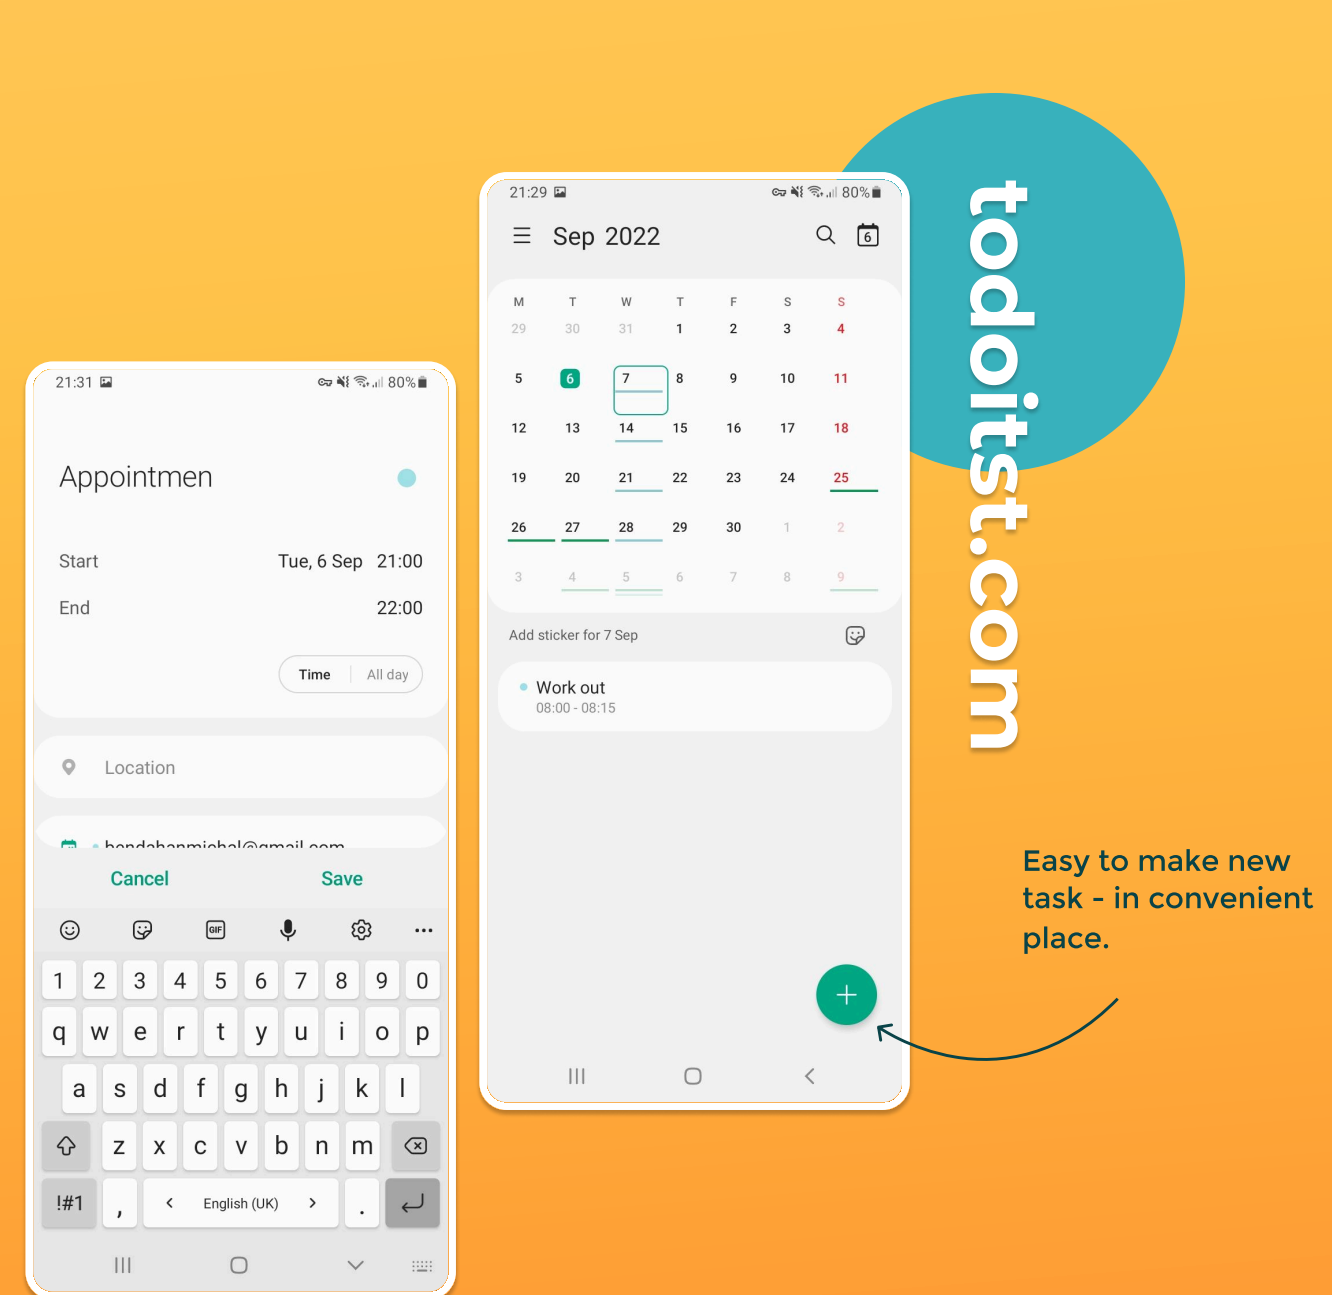 21:31
80%
Appointmen
Start
Tue, 6 Sep 21:00
End
22:00
Time
All day
Location
bendahanmichal@gmail.com
Cancel
Save
GIF
1 2 3 4 5 6 7 8 9 0
q w e r t y u i o p
a s d f g h j k l
z x c v b n m
!#1 , < English (UK) > .
21:29
80%
Sep 2022
6
M T W T F S S
29 30 31 1 2 3 4
5 6 7 8 9 10 11
12 13 14 15 16 17 18
19 20 21 22 23 24 25
26 27 28 29 30 1 2
3 4 5 6 7 8 9
Add sticker for 7 Sep
Work out
08:00 - 08:15
todoitst.com
Easy to make new
task - in convenient
place.